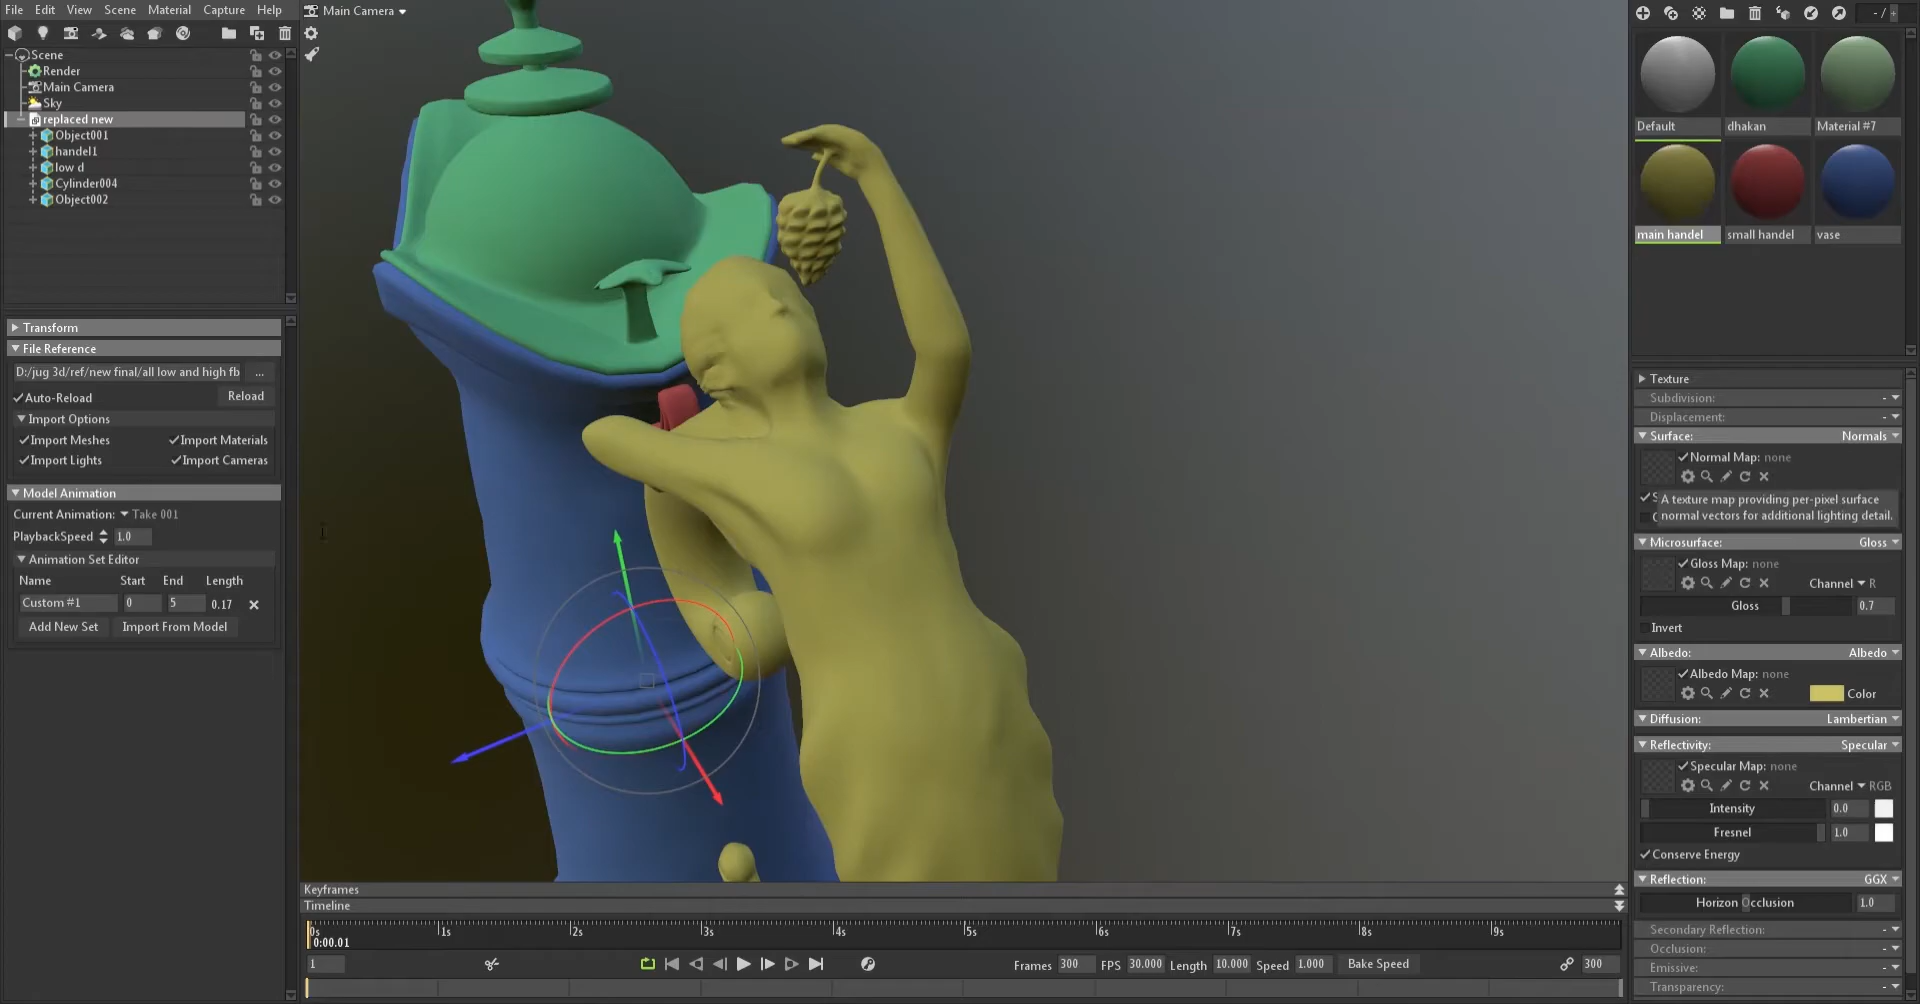 File Edit View Scene Material Capture Help
Main Camera
- / +
Scene
Render
Main Camera
Sky
replaced new
Object001
handel1
low d
Cylinder004
Object002
Default dhakan Material #7
main handel small handel vase
Transform
File Reference
D:/jug 3d/ref/new final/all low and high fb ...
Auto-Reload Reload
Import Options
Import Meshes Import Materials
Import Lights Import Cameras
Model Animation
Current Animation: Take 001
PlaybackSpeed 1.0
Animation Set Editor
Name Start End Length
Custom #1 0 5 0.17
Add New Set Import From Model
Texture
Subdivision: -
Displacement: -
Surface: Normals
Normal Map: none
A texture map providing per-pixel surface
normal vectors for additional lighting detail.
Microsurface: Gloss
Gloss Map: none
Channel R
Gloss 0.7
Invert
Albedo: Albedo
Albedo Map: none
Color
Diffusion: Lambertian
Reflectivity: Specular
Specular Map: none
Channel RGB
Intensity 0.0
Fresnel 1.0
Conserve Energy
Reflection: GGX
Horizon Occlusion 1.0
Secondary Reflection: -
Occlusion: -
Emissive: -
Transparency: -
Keyframes
Timeline
0s 1s 2s 3s 4s 5s 6s 7s 8s 9s
0:00.01
1 Frames 300 FPS 30.000 Length 10.000 Speed 1.000 Bake Speed 300